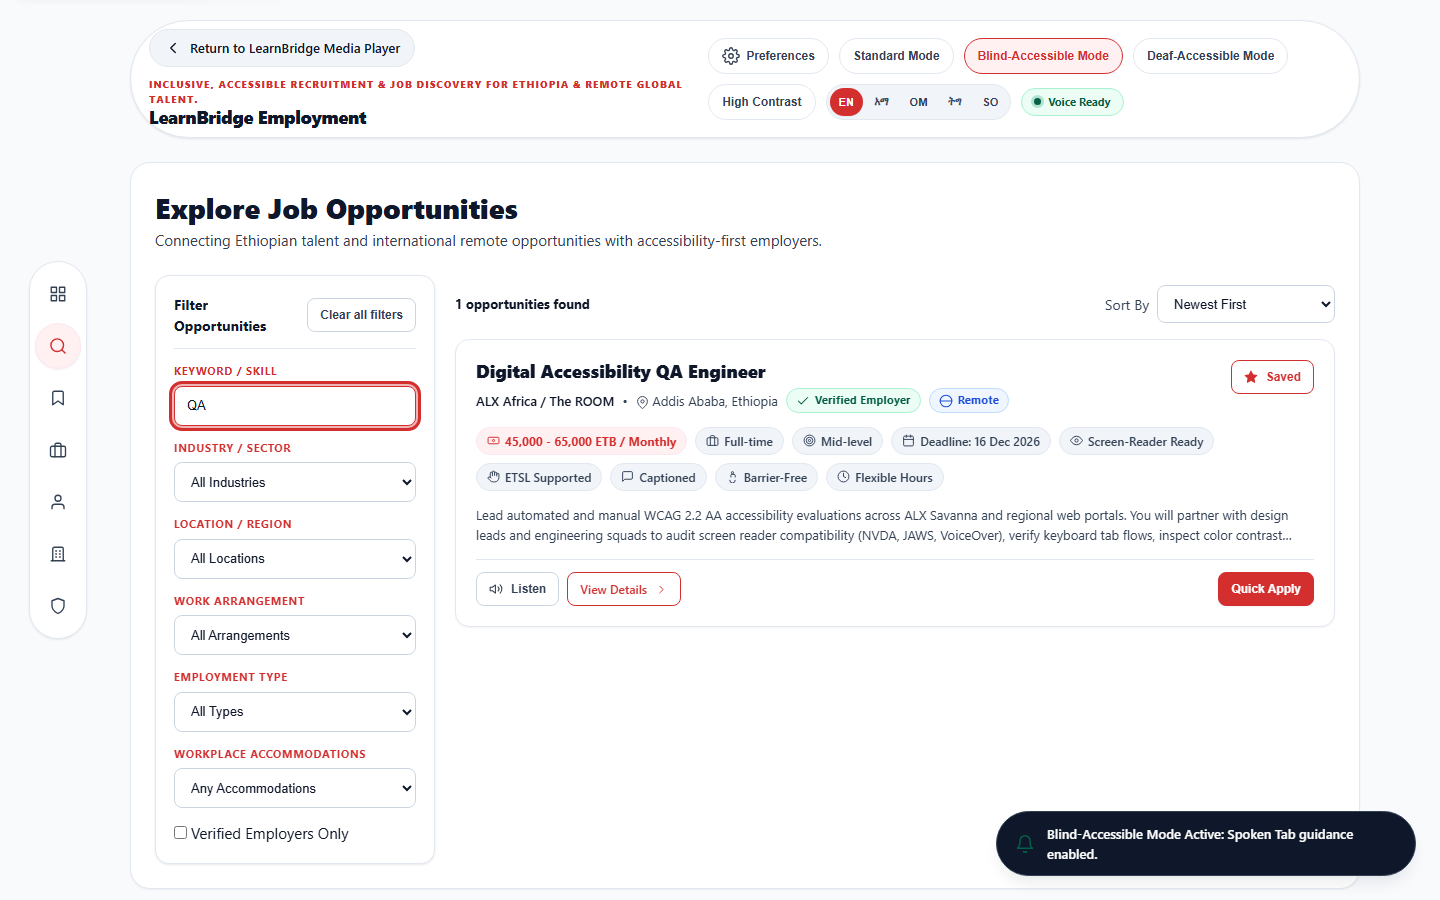 Return to LearnBridge Media Player
INCLUSIVE, ACCESSIBLE RECRUITMENT & JOB DISCOVERY FOR ETHIOPIA & REMOTE GLOBAL
TALENT.
LearnBridge Employment
Preferences
Standard Mode
Blind-Accessible Mode
Deaf-Accessible Mode
High Contrast
EN
አማ
OM
ትግ
SO
Voice Ready
Explore Job Opportunities
Connecting Ethiopian talent and international remote opportunities with accessibility-first employers.
Filter
Opportunities
Clear all filters
KEYWORD / SKILL
QA
INDUSTRY / SECTOR
All Industries
LOCATION / REGION
All Locations
WORK ARRANGEMENT
All Arrangements
EMPLOYMENT TYPE
All Types
WORKPLACE ACCOMMODATIONS
Any Accommodations
Verified Employers Only
1 opportunities found
Sort By
Newest First
Digital Accessibility QA Engineer
Saved
ALX Africa / The ROOM • Addis Ababa, Ethiopia
Verified Employer
Remote
45,000 - 65,000 ETB / Monthly
Full-time
Mid-level
Deadline: 16 Dec 2026
Screen-Reader Ready
ETSL Supported
Captioned
Barrier-Free
Flexible Hours
Lead automated and manual WCAG 2.2 AA accessibility evaluations across ALX Savanna and regional web portals. You will partner with design
leads and engineering squads to audit screen reader compatibility (NVDA, JAWS, VoiceOver), verify keyboard tab flows, inspect color contrast...
Listen
View Details
Quick Apply
Blind-Accessible Mode Active: Spoken Tab guidance
enabled.